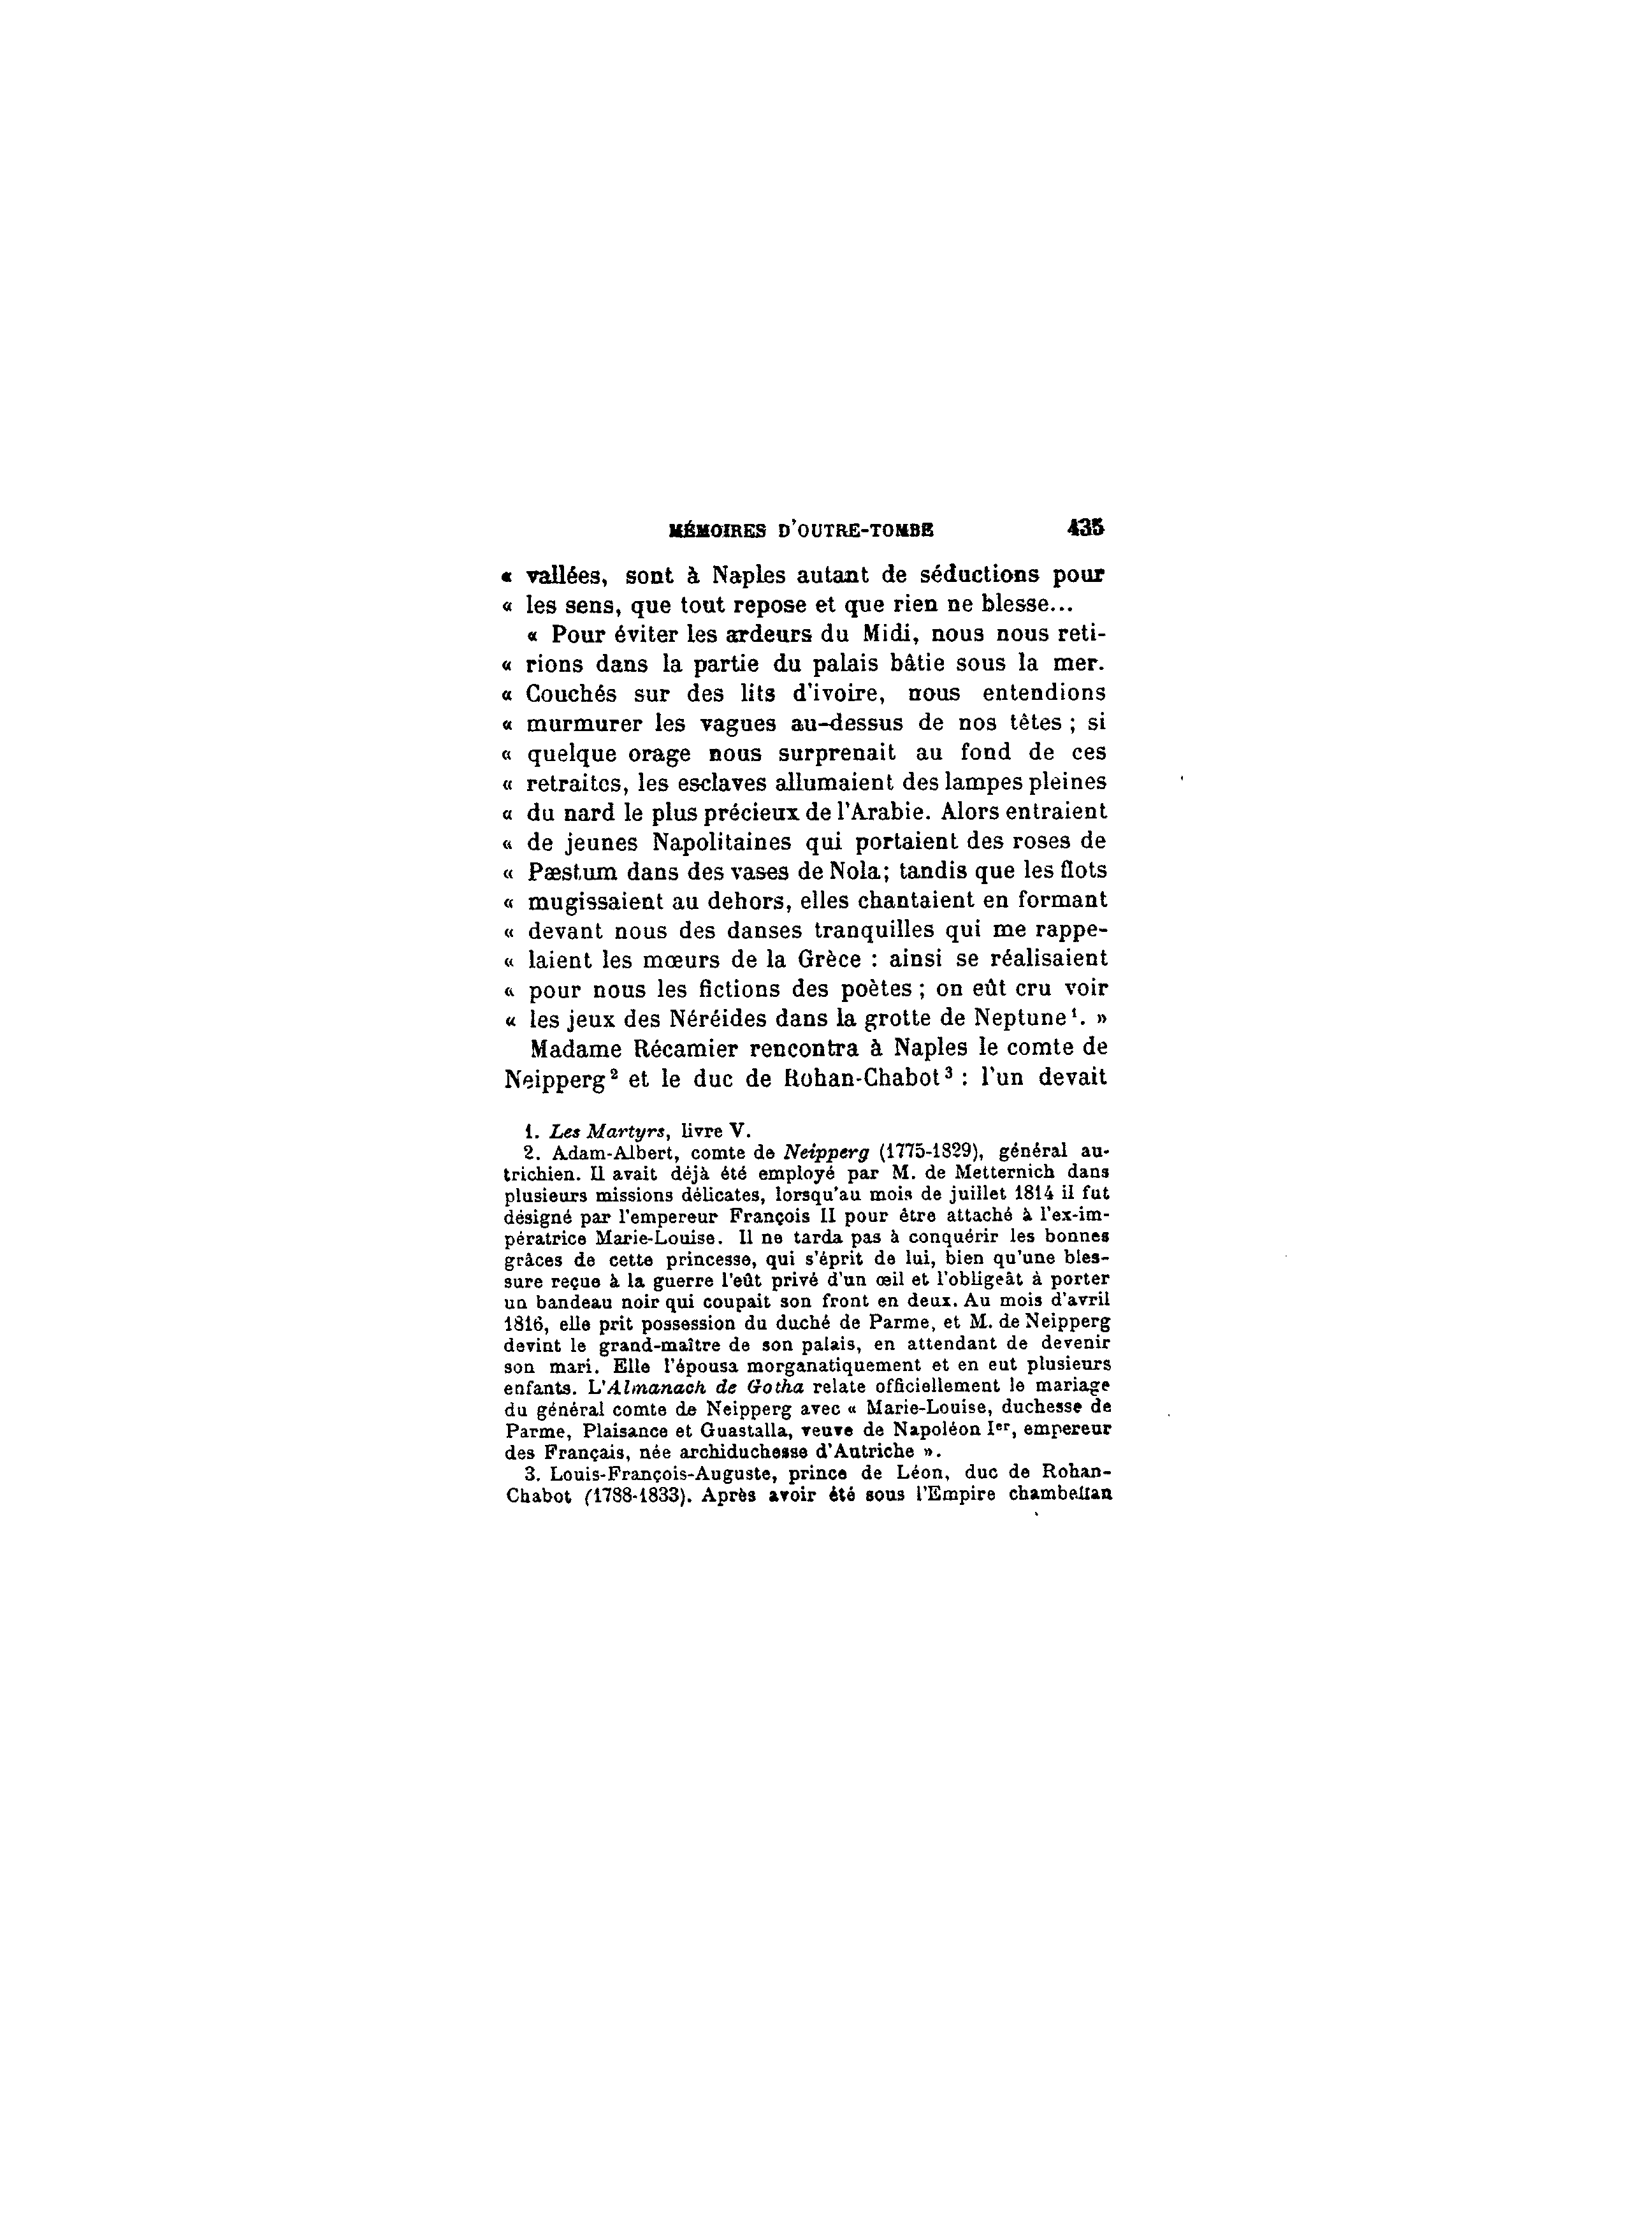 MÉMOIRES D'OUTRE-TOMBE 435
« vallées, sont à Naples autant de séductions pour
« les sens, que tout repose et que rien ne blesse...
« Pour éviter les ardeurs du Midi, nous nous reti-
« rions dans la partie du palais bâtie sous la mer.
« Couchés sur des lits d'ivoire, nous entendions
« murmurer les vagues au-dessus de nos têtes ; si
« quelque orage nous surprenait au fond de ces
« retraites, les esclaves allumaient des lampes pleines
« du nard le plus précieux de l'Arabie. Alors entraient
« de jeunes Napolitaines qui portaient des roses de
« Pæstum dans des vases de Nola; tandis que les flots
« mugissaient au dehors, elles chantaient en formant
« devant nous des danses tranquilles qui me rappe-
« laient les mœurs de la Grèce : ainsi se réalisaient
« pour nous les fictions des poètes ; on eût cru voir
« les jeux des Néréides dans la grotte de Neptune¹. »
Madame Récamier rencontra à Naples le comte de
Neipperg² et le duc de Rohan-Chabot³ : l'un devait
1. Les Martyrs, livre V.
2. Adam-Albert, comte de Neipperg (1775-1829), général au-
trichien. Il avait déjà été employé par M. de Metternich dans
plusieurs missions délicates, lorsqu'au mois de juillet 1814 il fut
désigné par l'empereur François II pour être attaché à l'ex-im-
pératrice Marie-Louise. Il ne tarda pas à conquérir les bonnes
grâces de cette princesse, qui s'éprit de lui, bien qu'une bles-
sure reçue à la guerre l'eût privé d'un œil et l'obligeât à porter
un bandeau noir qui coupait son front en deux. Au mois d'avril
1816, elle prit possession du duché de Parme, et M. de Neipperg
devint le grand-maître de son palais, en attendant de devenir
son mari. Elle l'épousa morganatiquement et en eut plusieurs
enfants. L'Almanach de Gotha relate officiellement le mariage
du général comte de Neipperg avec « Marie-Louise, duchesse de
Parme, Plaisance et Guastalla, veuve de Napoléon Iᵉʳ, empereur
des Français, née archiduchesse d'Autriche ».
3. Louis-François-Auguste, prince de Léon, duc de Rohan-
Chabot (1788-1833). Après avoir été sous l'Empire chambellan